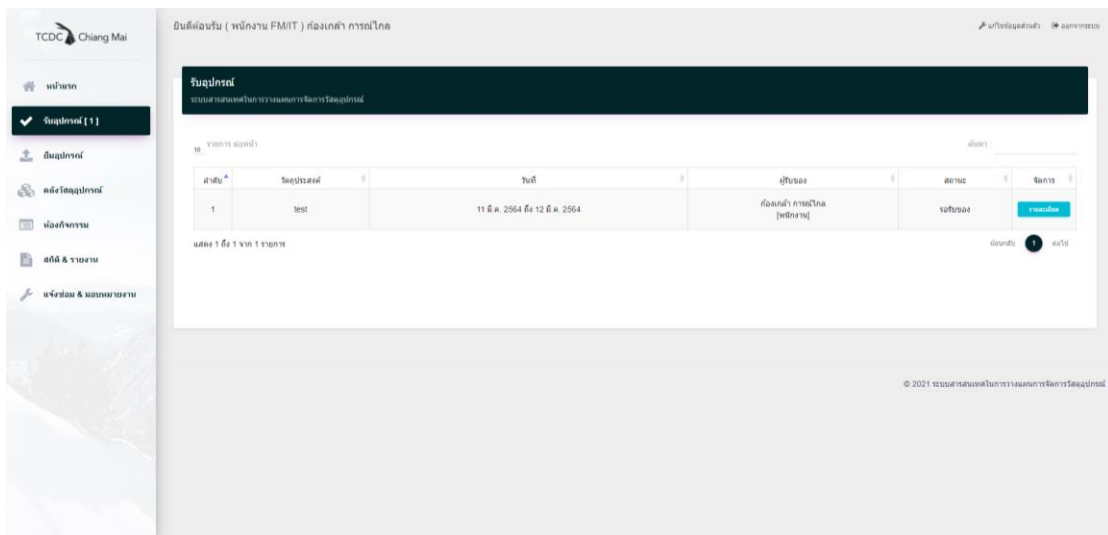 TCDC Chiang Mai
ยินดีต้อนรับ ( พนักงาน FM/IT ) ก้องเกล้า การณ์ไกล
แก้ไขข้อมูลส่วนตัว ออกจากระบบ
หน้าแรก
รับอุปกรณ์ [ 1 ]
ยืมอุปกรณ์
คลังวัสดุอุปกรณ์
ห้องกิจกรรม
สถิติ & รายงาน
แจ้งซ่อม & มอบหมายงาน
รับอุปกรณ์
ระบบสารสนเทศในการวางแผนการจัดการวัสดุอุปกรณ์
10 รายการ ต่อหน้า
ค้นหา :
ลำดับ วัตถุประสงค์ วันที่ ผู้รับของ สถานะ จัดการ
1 test 11 มี.ค. 2564 ถึง 12 มี.ค. 2564 ก้องเกล้า การณ์ไกล รอรับของ รายละเอียด
[พนักงาน]
แสดง 1 ถึง 1 จาก 1 รายการ
ย้อนกลับ 1 ต่อไป
© 2021 ระบบสารสนเทศในการวางแผนการจัดการวัสดุอุปกรณ์